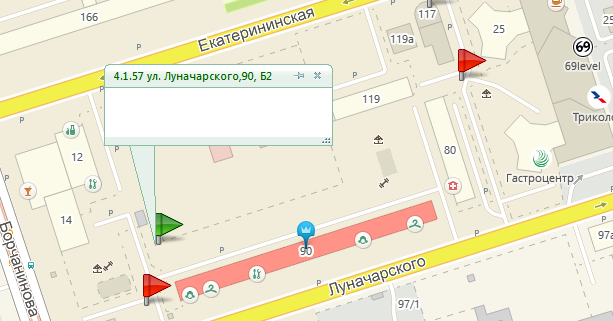 166
Екатерининская
117
119а
25
69
69level
4.1.57 ул. Луначарского,90, Б2
119
Трикол
12
80
Гастроцентр
14
90
Борчанинова
Луначарского
97а
97/1
P
P
P
P
P
P
P
P
P